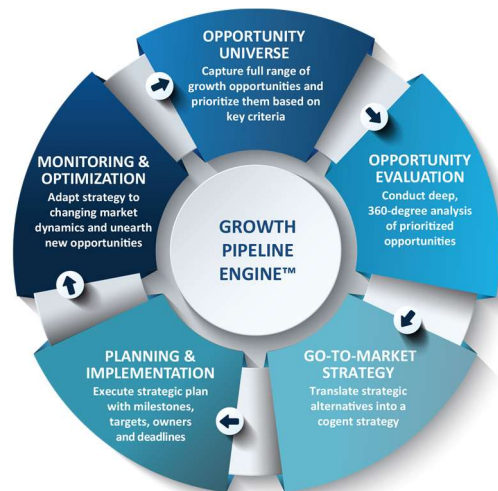 OPPORTUNITY
UNIVERSE
Capture full range of
growth opportunities and
prioritize them based on
key criteria
OPPORTUNITY
EVALUATION
Conduct deep,
360-degree analysis
of prioritized
opportunities
GO-TO-MARKET
STRATEGY
Translate strategic
alternatives into a
cogent strategy
PLANNING &
IMPLEMENTATION
Execute strategic plan
with milestones,
targets, owners
and deadlines
MONITORING &
OPTIMIZATION
Adapt strategy to
changing market
dynamics and unearth
new opportunities
GROWTH
PIPELINE
ENGINE™